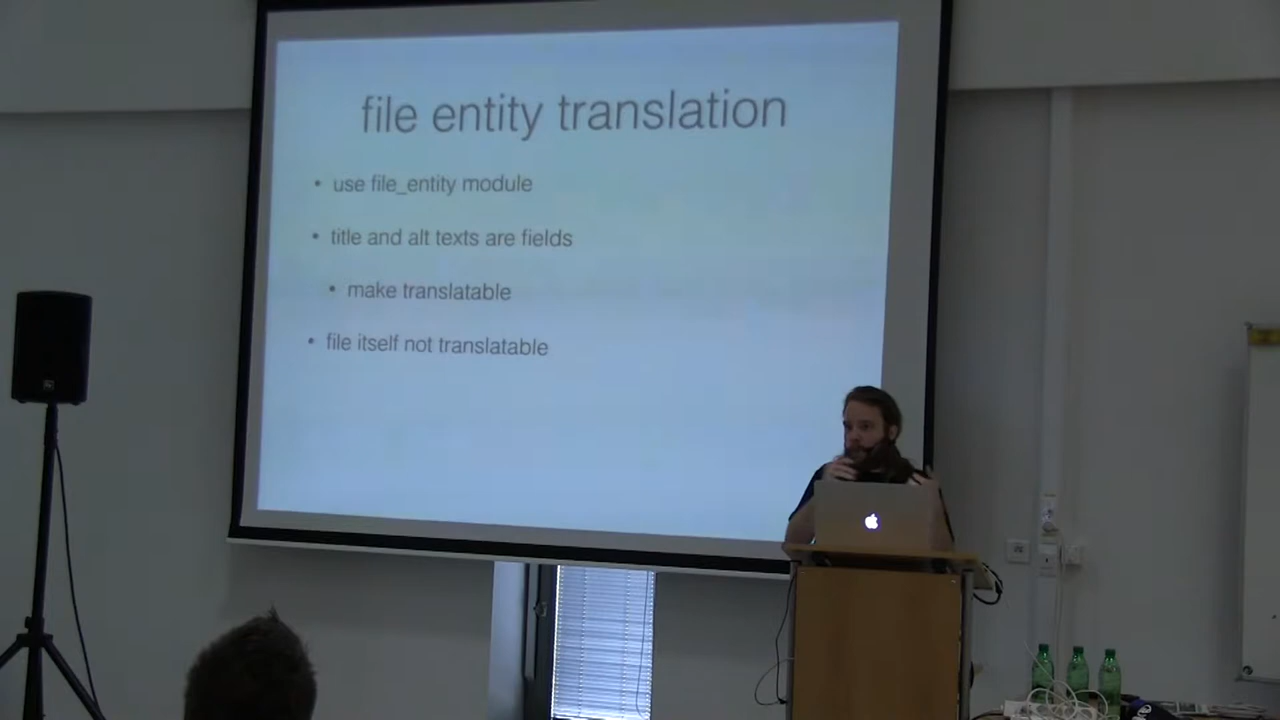 file entity translation
• use file_entity module
• title and alt texts are fields
• make translatable
• file itself not translatable